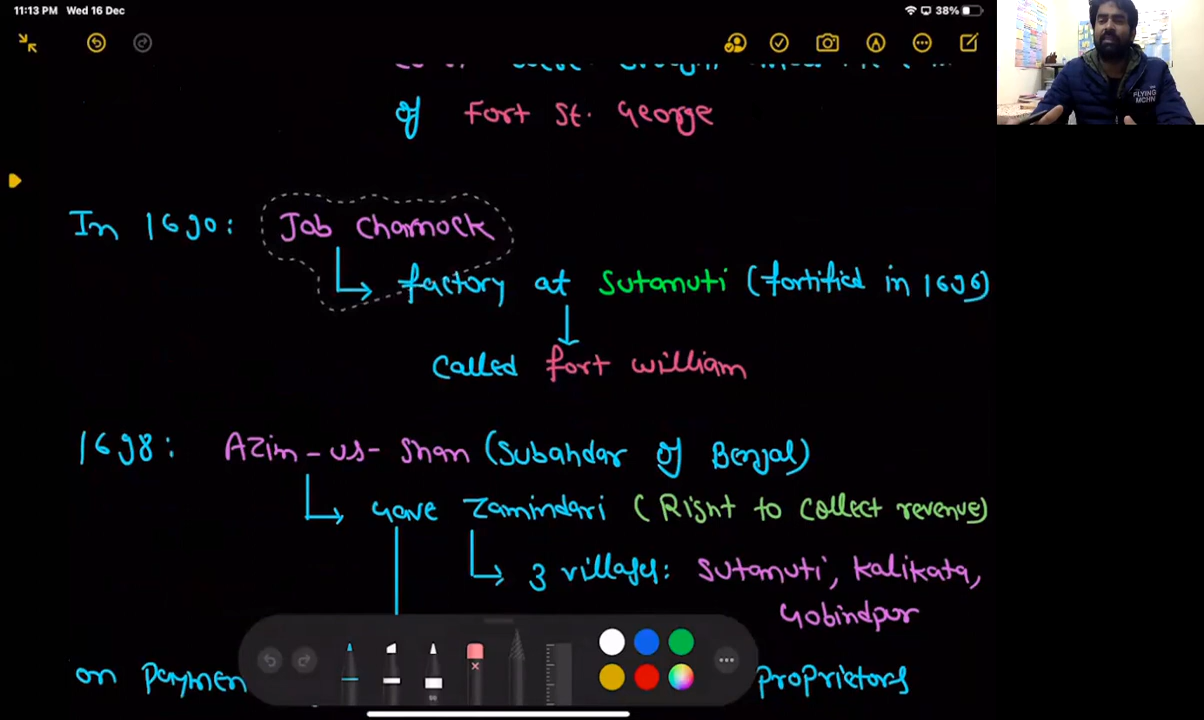 11:13 PM Wed 16 Dec
38%
of Fort St. George
In 1690: Job Charnock
factory at Sutanuti (fortified in 1696)
called fort william
1698: Azim-us-Shan (Subahdar of Bengal)
gave Zamindari (Right to collect revenue)
3 villages: Sutanuti, Kalikata,
Gobindpur
on paymen
proprietors
FLYING
MCHN